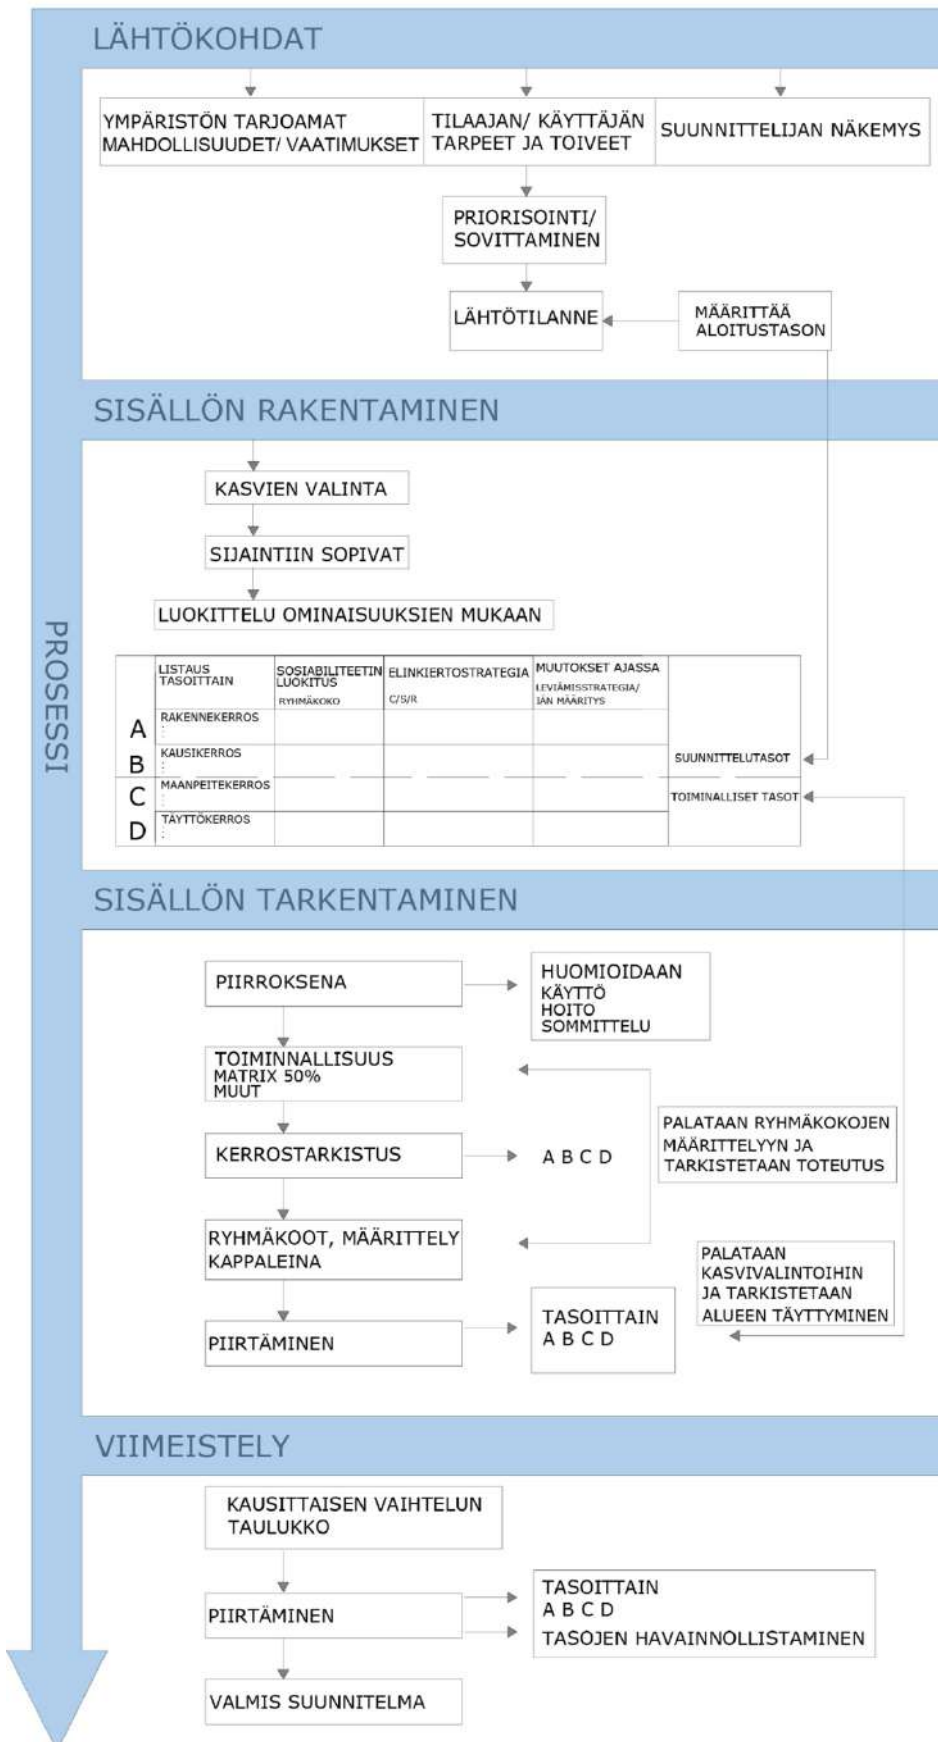 LÄHTÖKOHDAT
YMPÄRISTÖN TARJOAMAT
MAHDOLLISUUDET/ VAATIMUKSET
TILAAJAN/ KÄYTTÄJÄN
TARPEET JA TOIVEET
SUUNNITTELIJAN NÄKEMYS
PRIORISOINTI/
SOVITTAMINEN
LÄHTÖTILANNE
MÄÄRITTÄÄ
ALOITUSTASON
SISÄLLÖN RAKENTAMINEN
KASVIEN VALINTA
SIJAINTIIN SOPIVAT
LUOKITTELU OMINAISUUKSIEN MUKAAN
PROSESSI
LISTAUS
TASOITTAIN
SOSIABILITEETIN
LUOKITUS
RYHMÄKOKO
ELINKIERTOSTRATEGIA
C/S/R
MUUTOKSET AJASSA
LEVIÄMISSTRATEGIA/
IÄN MÄÄRITYS
A
RAKENNEKERROS
:
B
KAUSIKERROS
:
SUUNNITTELUTASOT
C
MAANPEITEKERROS
:
TOIMINALLISET TASOT
D
TÄYTTÖKERROS
:
SISÄLLÖN TARKENTAMINEN
PIIRROKSENA
HUOMIOIDAAN
KÄYTTÖ
HOITO
SOMMITTELU
TOIMINNALLISUUS
MATRIX 50%
MUUT
KERROSTARKISTUS
A B C D
PALATAAN RYHMÄKOKOJEN
MÄÄRITTELYYN JA
TARKISTETAAN TOTEUTUS
RYHMÄKOOT, MÄÄRITTELY
KAPPALEINA
PALATAAN
KASVIVALINTOIHIN
JA TARKISTETAAN
ALUEEN TÄYTTYMINEN
PIIRTÄMINEN
TASOITTAIN
A B C D
VIIMEISTELY
KAUSITTAISEN VAIHTELUN
TAULUKKO
PIIRTÄMINEN
TASOITTAIN
A B C D
TASOJEN HAVAINNOLLISTAMINEN
VALMIS SUUNNITELMA